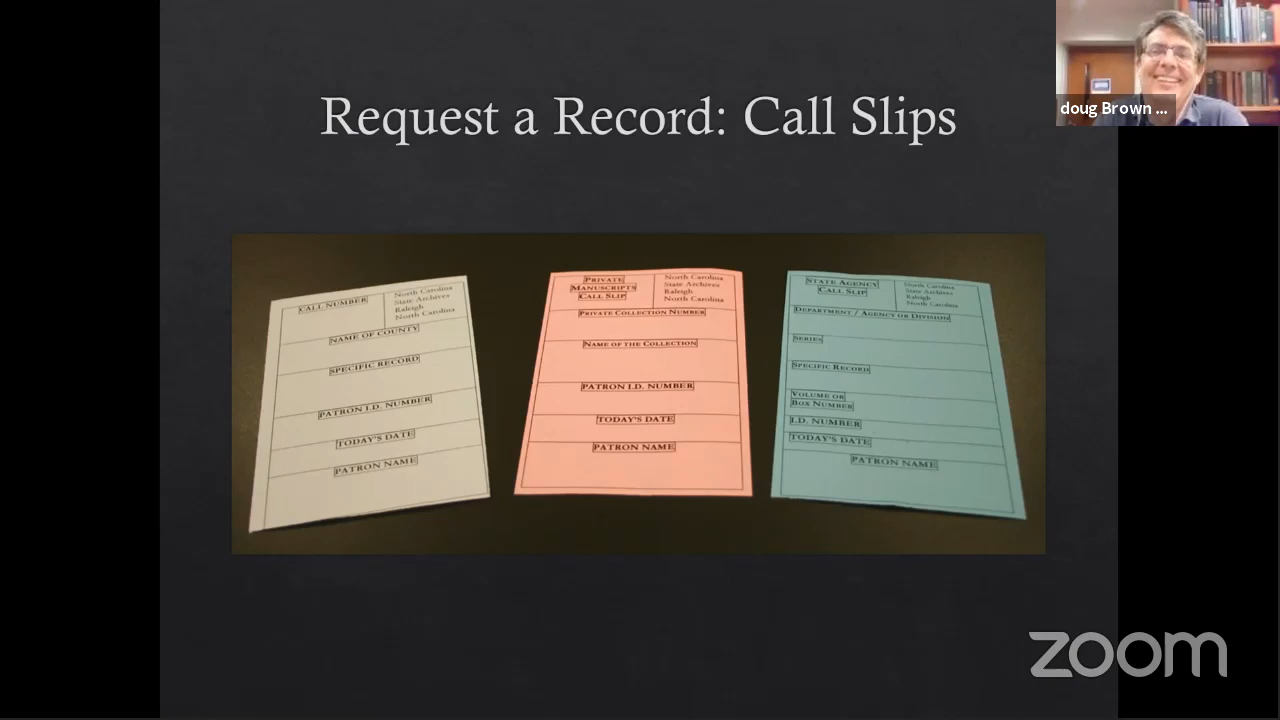 Request a Record: Call Slips
doug Brown ...
CALL NUMBER
North Carolina
State Archives
Raleigh
North Carolina
NAME OF COUNTY
SPECIFIC RECORD
PATRON I.D. NUMBER
TODAY'S DATE
PATRON NAME
PRIVATE
MANUSCRIPTS
CALL SLIP
North Carolina
State Archives
Raleigh
North Carolina
PRIVATE COLLECTION NUMBER
NAME OF THE COLLECTION
PATRON I.D. NUMBER
TODAY'S DATE
PATRON NAME
STATE AGENCY
CALL SLIP
North Carolina
State Archives
Raleigh
North Carolina
DEPARTMENT / AGENCY OR DIVISION
SERIES
SPECIFIC RECORD
VOLUME OR
BOX NUMBER
I.D. NUMBER
TODAY'S DATE
PATRON NAME
zoom